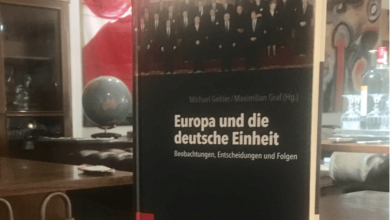 Michael Gehler/Maximilian Graf (Hg.)
Europa und die
deutsche Einheit
Beobachtungen, Entscheidungen und Folgen